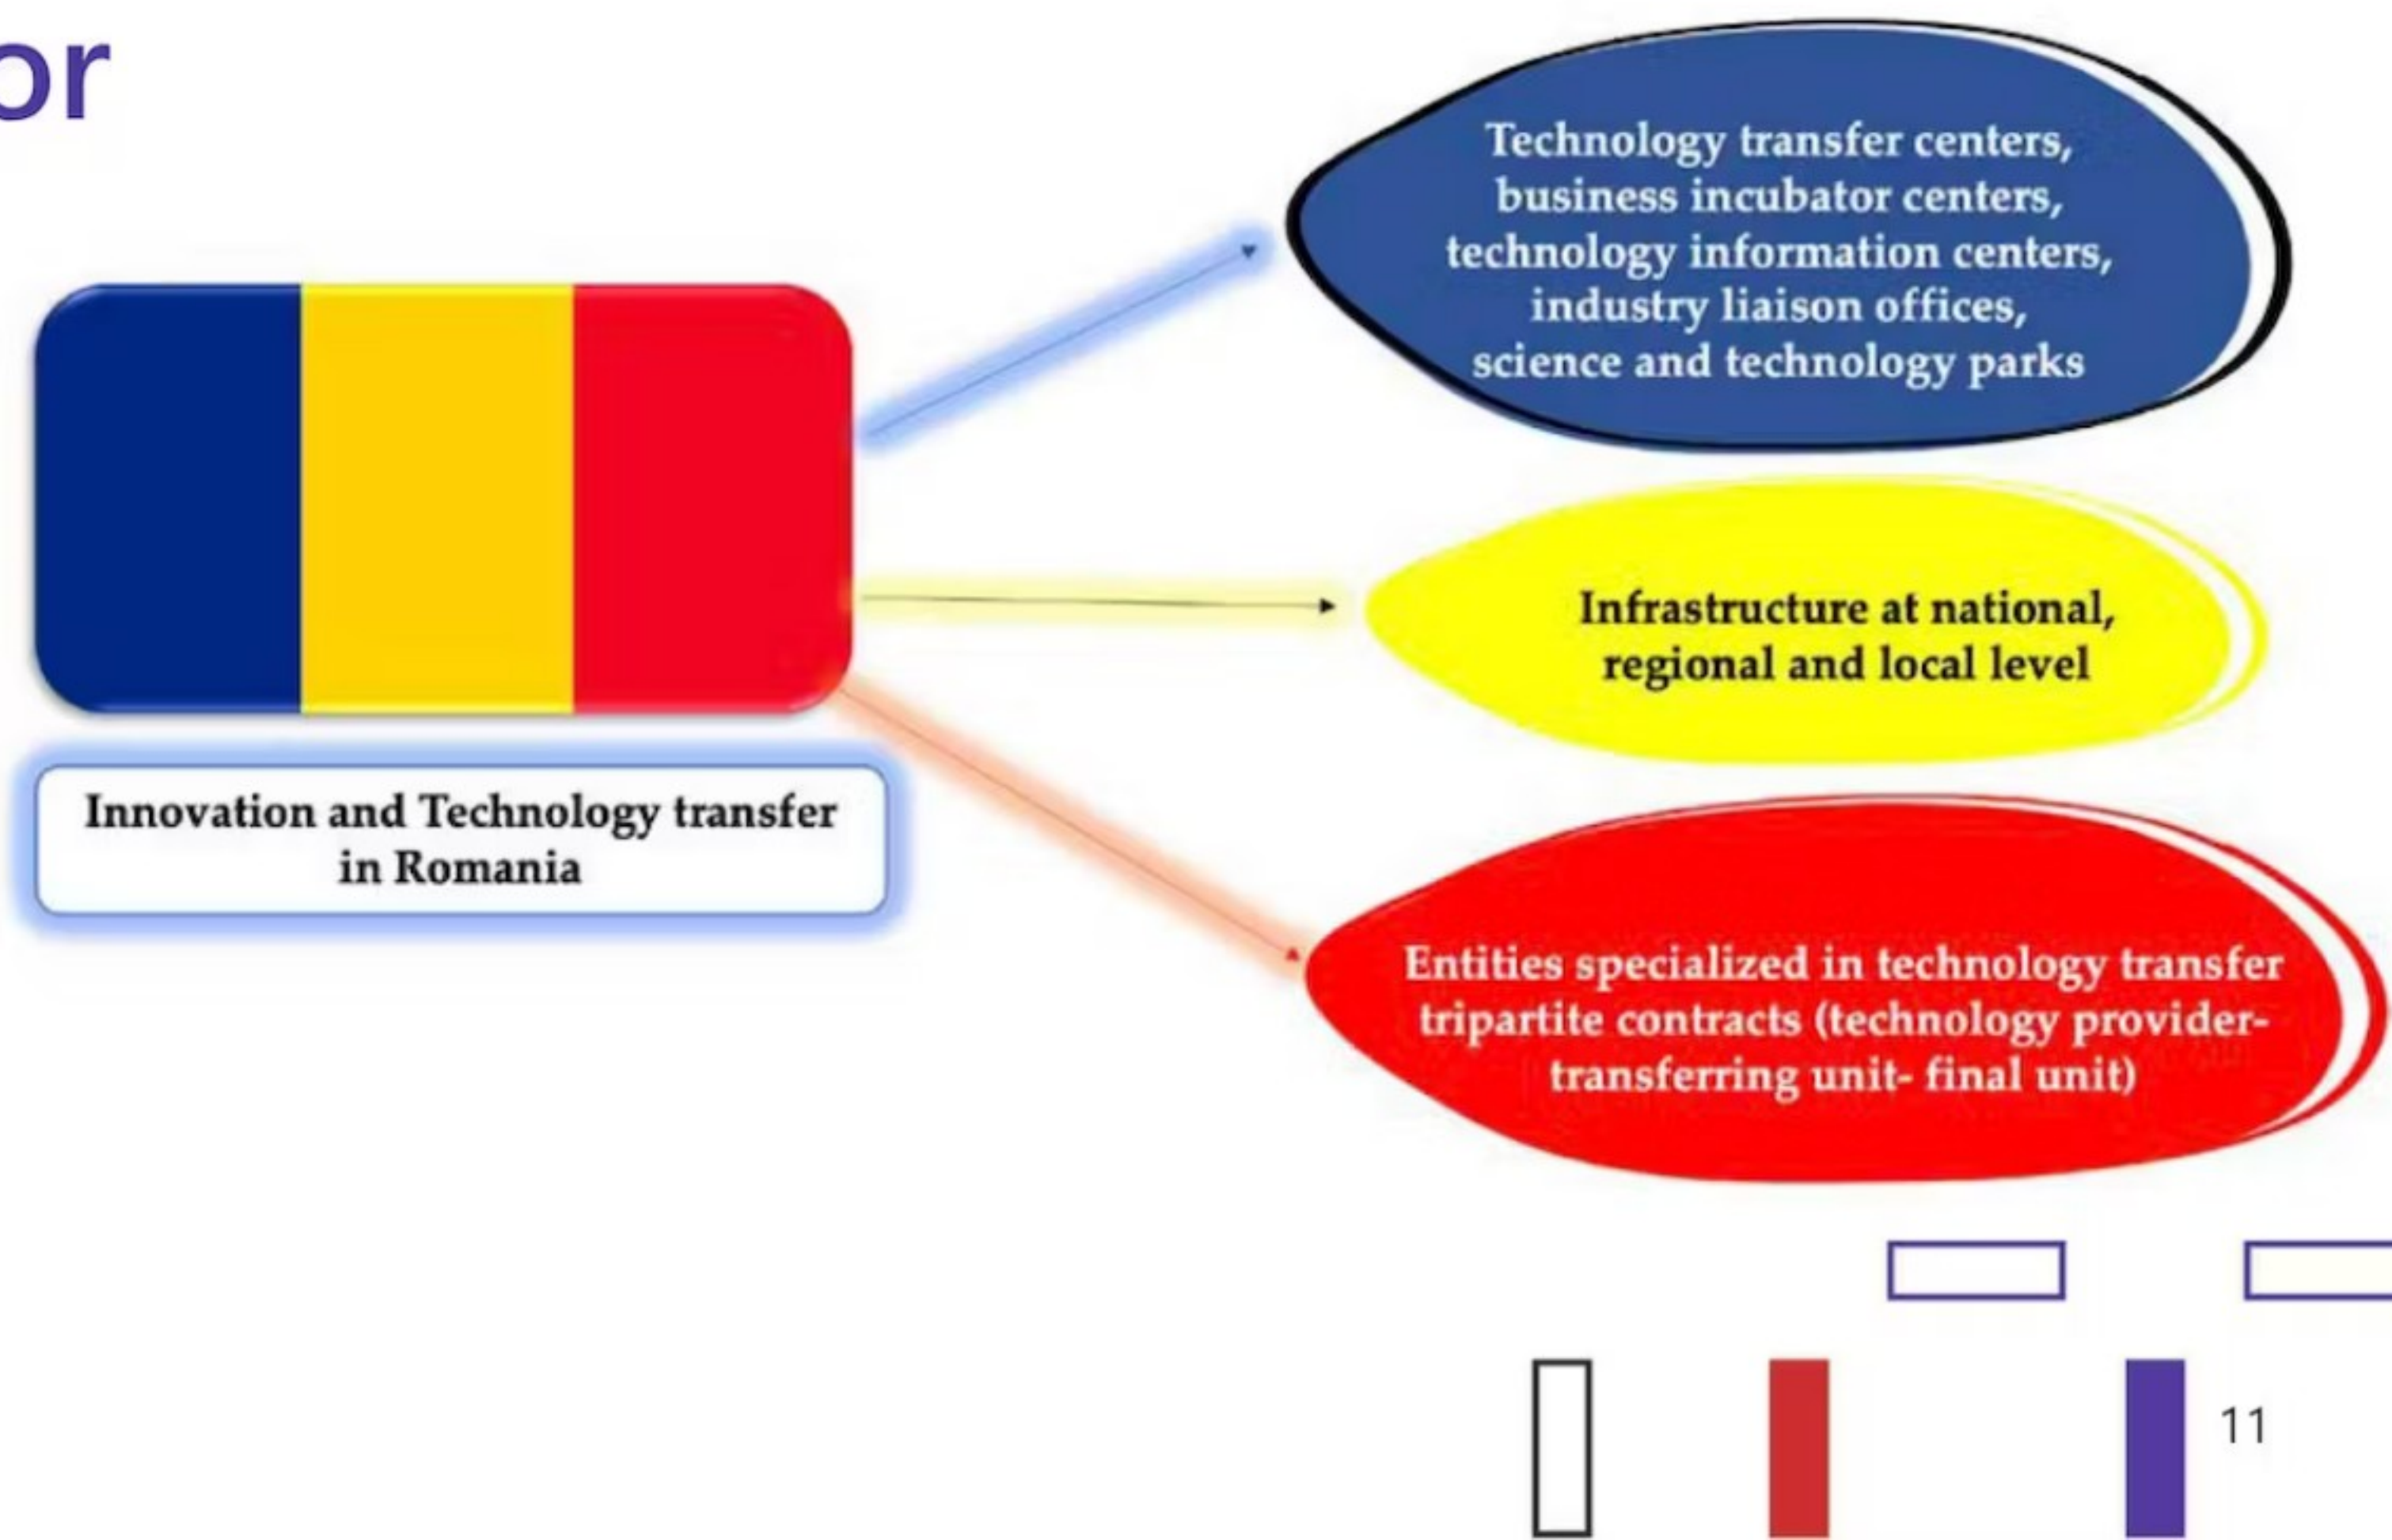 or
Technology transfer centers,
business incubator centers,
technology information centers,
industry liaison offices,
science and technology parks
Infrastructure at national,
regional and local level
Innovation and Technology transfer
in Romania
Entities specialized in technology transfer
tripartite contracts (technology provider-
transferring unit- final unit)
11